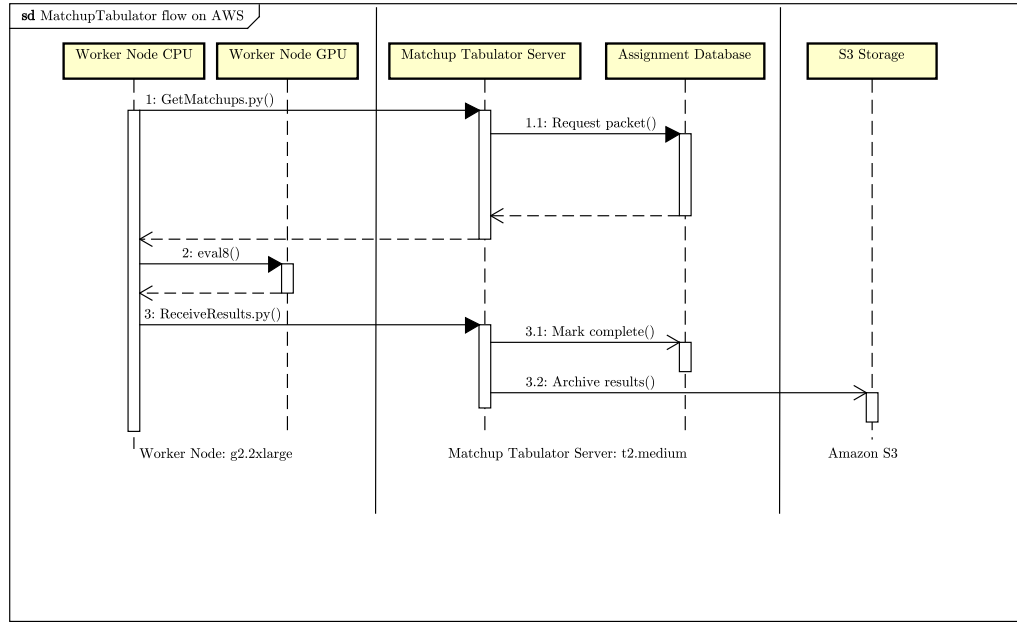 sd MatchupTabulator flow on AWS
Worker Node CPU
Worker Node GPU
Matchup Tabulator Server
Assignment Database
S3 Storage
1: GetMatchups.py()
1.1: Request packet()
2: eval8()
3: ReceiveResults.py()
3.1: Mark complete()
3.2: Archive results()
Worker Node: g2.2xlarge
Matchup Tabulator Server: t2.medium
Amazon S3